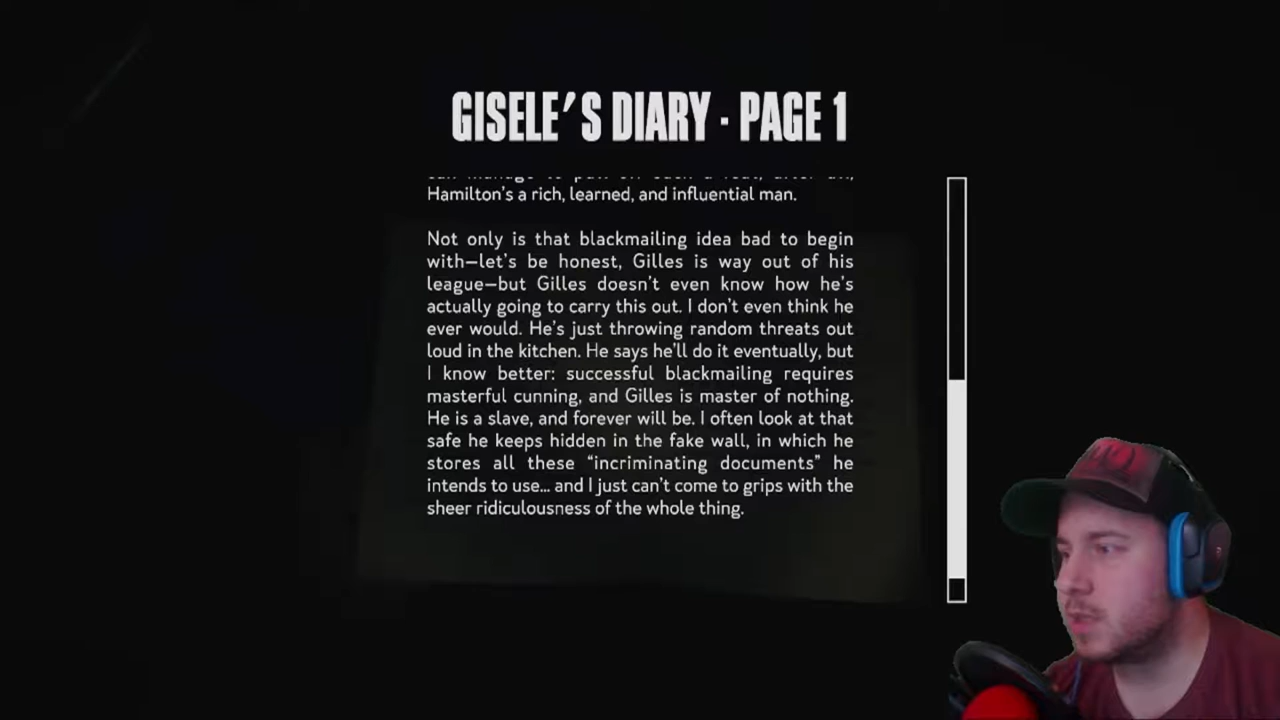 GISELE'S DIARY · PAGE 1
Hamilton's a rich, learned, and influential man.
Not only is that blackmailing idea bad to begin
with—let's be honest, Gilles is way out of his
league—but Gilles doesn't even know how he's
actually going to carry this out. I don't even think he
ever would. He's just throwing random threats out
loud in the kitchen. He says he'll do it eventually, but
I know better: successful blackmailing requires
masterful cunning, and Gilles is master of nothing.
He is a slave, and forever will be. I often look at that
safe he keeps hidden in the fake wall, in which he
stores all these “incriminating documents” he
intends to use... and I just can't come to grips with the
sheer ridiculousness of the whole thing.